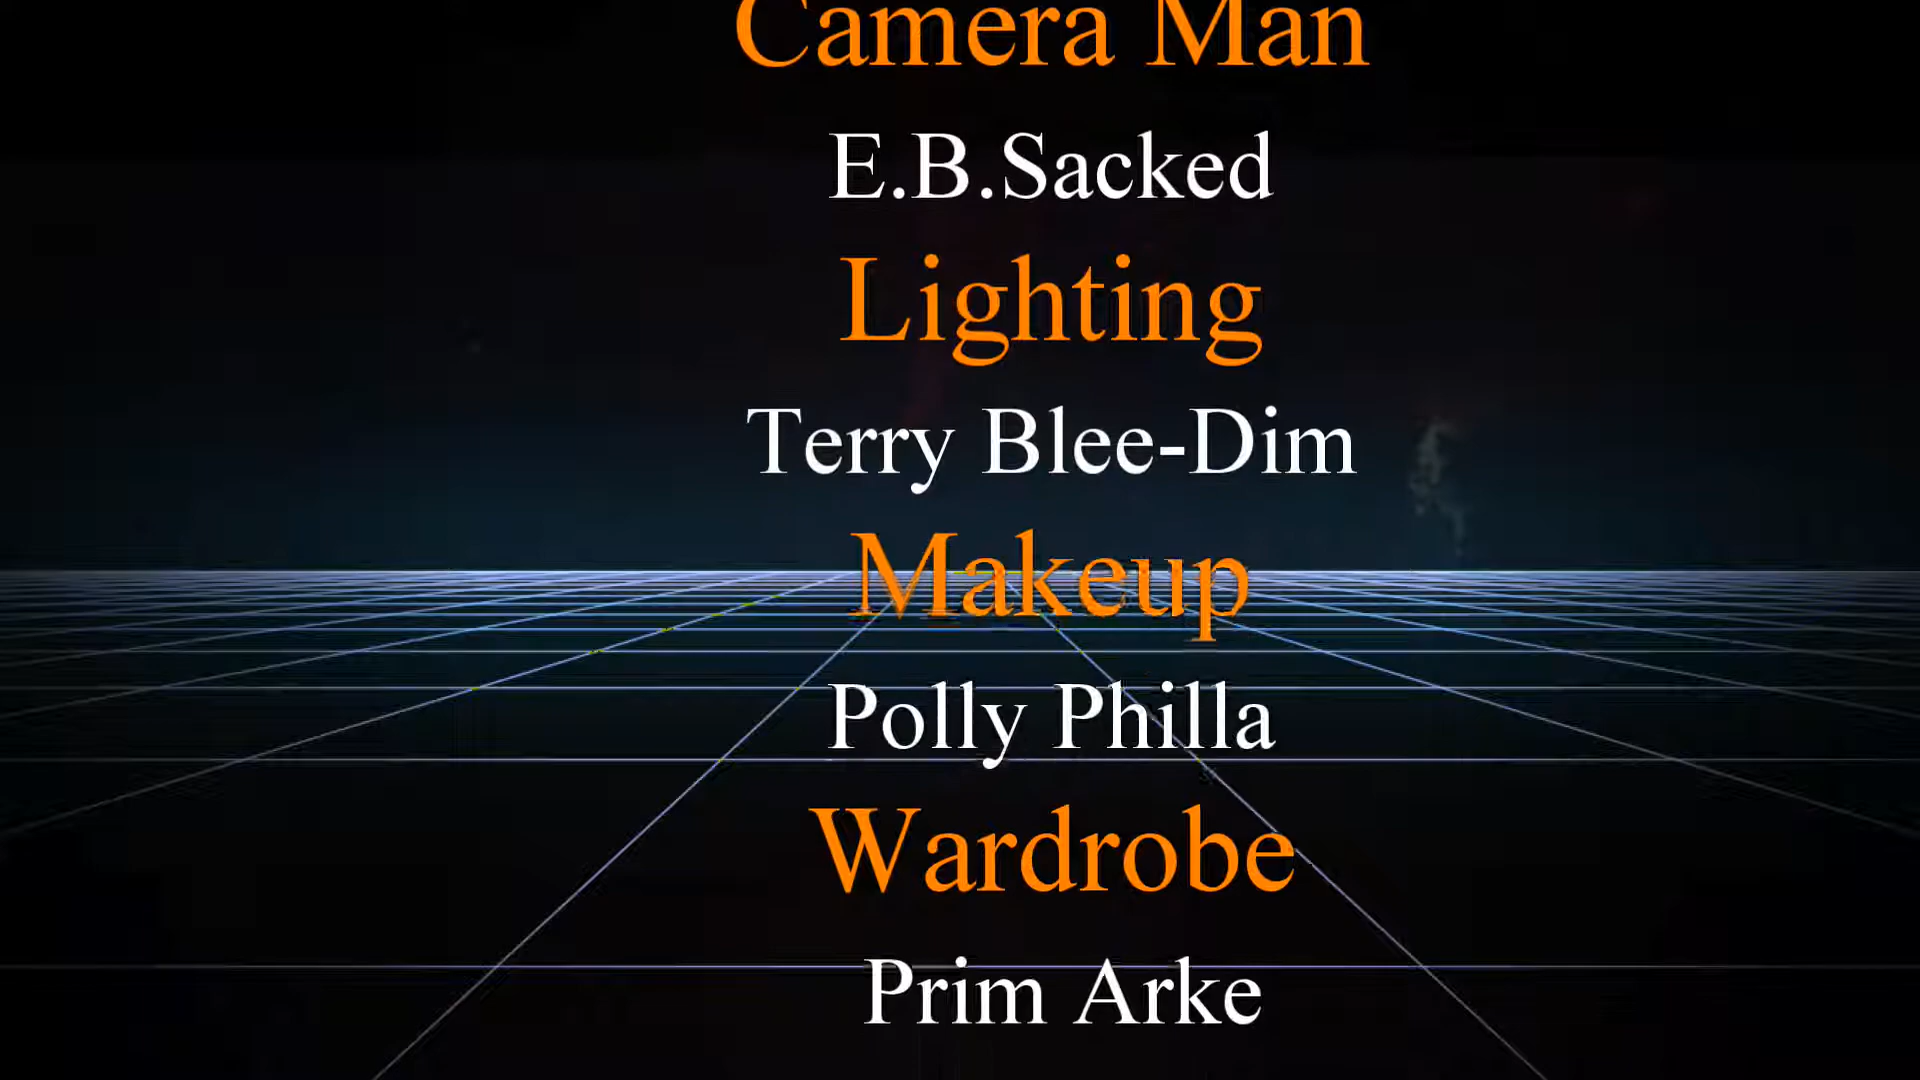 Camera Man
E.B.Sacked
Lighting
Terry Blee-Dim
Makeup
Polly Philla
Wardrobe
Prim Arke